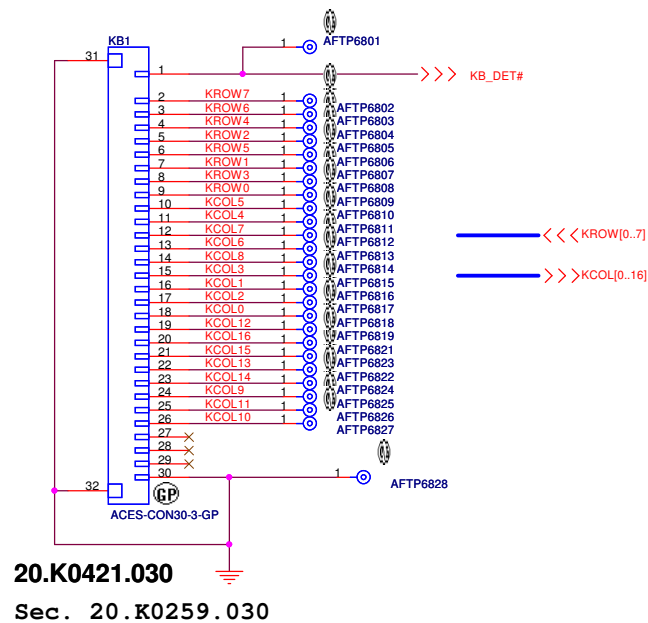 KB1
AFTP6801
31
1
1
KB_DET#
2 KROW7 1 AFTP6802
3 KROW6 1 AFTP6803
4 KROW4 1 AFTP6804
5 KROW2 1 AFTP6805
6 KROW5 1 AFTP6806
7 KROW1 1 AFTP6807
8 KROW3 1 AFTP6808
9 KROW0 1 AFTP6809
10 KCOL5 1 AFTP6810
11 KCOL4 1 AFTP6811
12 KCOL7 1 AFTP6812
13 KCOL6 1 AFTP6813
14 KCOL8 1 AFTP6814
15 KCOL3 1 AFTP6815
16 KCOL1 1 AFTP6816
17 KCOL2 1 AFTP6817
18 KCOL0 1 AFTP6818
19 KCOL12 1 AFTP6819
20 KCOL16 1 AFTP6821
21 KCOL15 1 AFTP6823
22 KCOL13 1 AFTP6822
23 KCOL14 1 AFTP6824
24 KCOL9 1 AFTP6825
25 KCOL11 1 AFTP6826
26 KCOL10 1 AFTP6827
27
28
29
30
1
AFTP6828
32
GP
ACES-CON30-3-GP
KROW[0..7]
KCOL[0..16]
20.K0421.030
Sec. 20.K0259.030